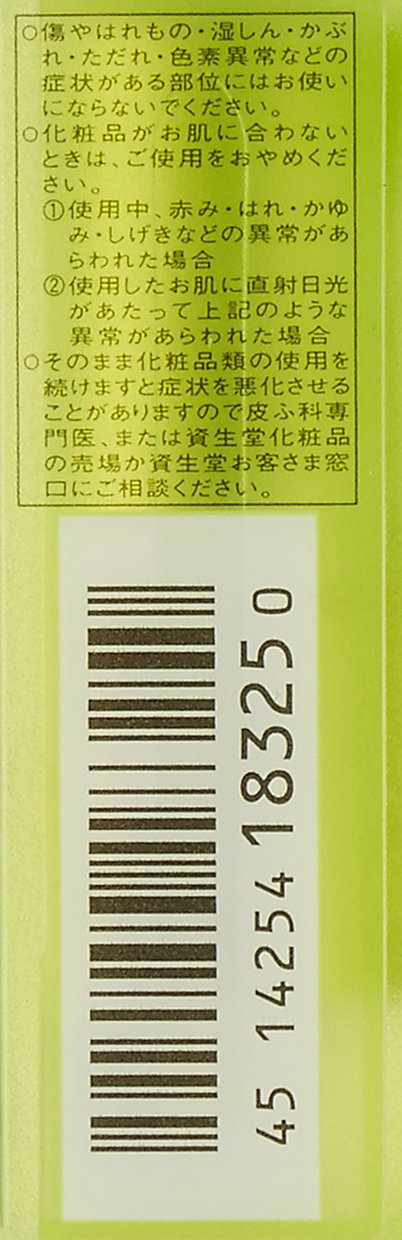 ○傷やはれもの・湿しん・かぶ
れ・ただれ・色素異常などの
症状がある部位にはお使い
にならないでください。
○化粧品がお肌に合わない
ときは、ご使用をおやめくだ
さい。
①使用中、赤み・はれ・かゆ
み・しげきなどの異常があ
らわれた場合
②使用したお肌に直射日光
があたって上記のような
異常があらわれた場合
○そのまま化粧品類の使用を
続けますと症状を悪化させる
ことがありますので皮ふ科専
門医、または資生堂化粧品
の売場か資生堂お客さま窓
口にご相談ください。
45 14254 18325 0